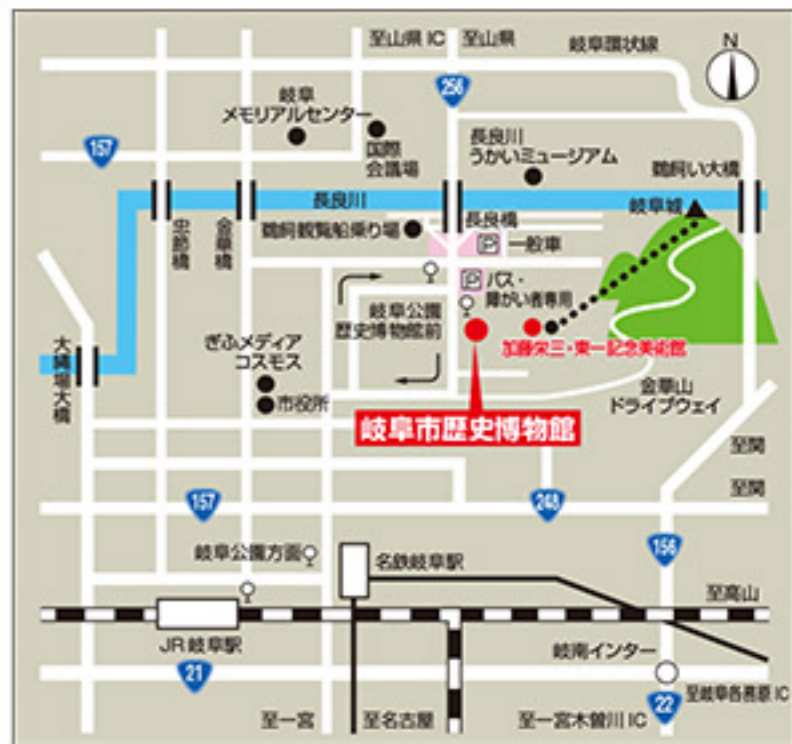 至山県IC
至山県
岐阜環状線
N
256
岐阜
メモリアルセンター
157
国際
会議場
長良川
うかいミュージアム
鵜飼い大橋
長良川
岐阜城
忠節橋
金華橋
鵜飼観覧船乗り場
長良橋
P
一般車
P
バス・
障がい者専用
岐阜公園
歴史博物館前
大縄場大橋
ぎふメディア
コスモス
市役所
加藤栄三・東一記念美術館
金華山
ドライブウェイ
岐阜市歴史博物館
至関
至関
157
248
156
岐阜公園方面
名鉄岐阜駅
至高山
JR岐阜駅
21
岐南インター
至岐阜各務原IC
22
至一宮
至名古屋
至一宮木曽川IC